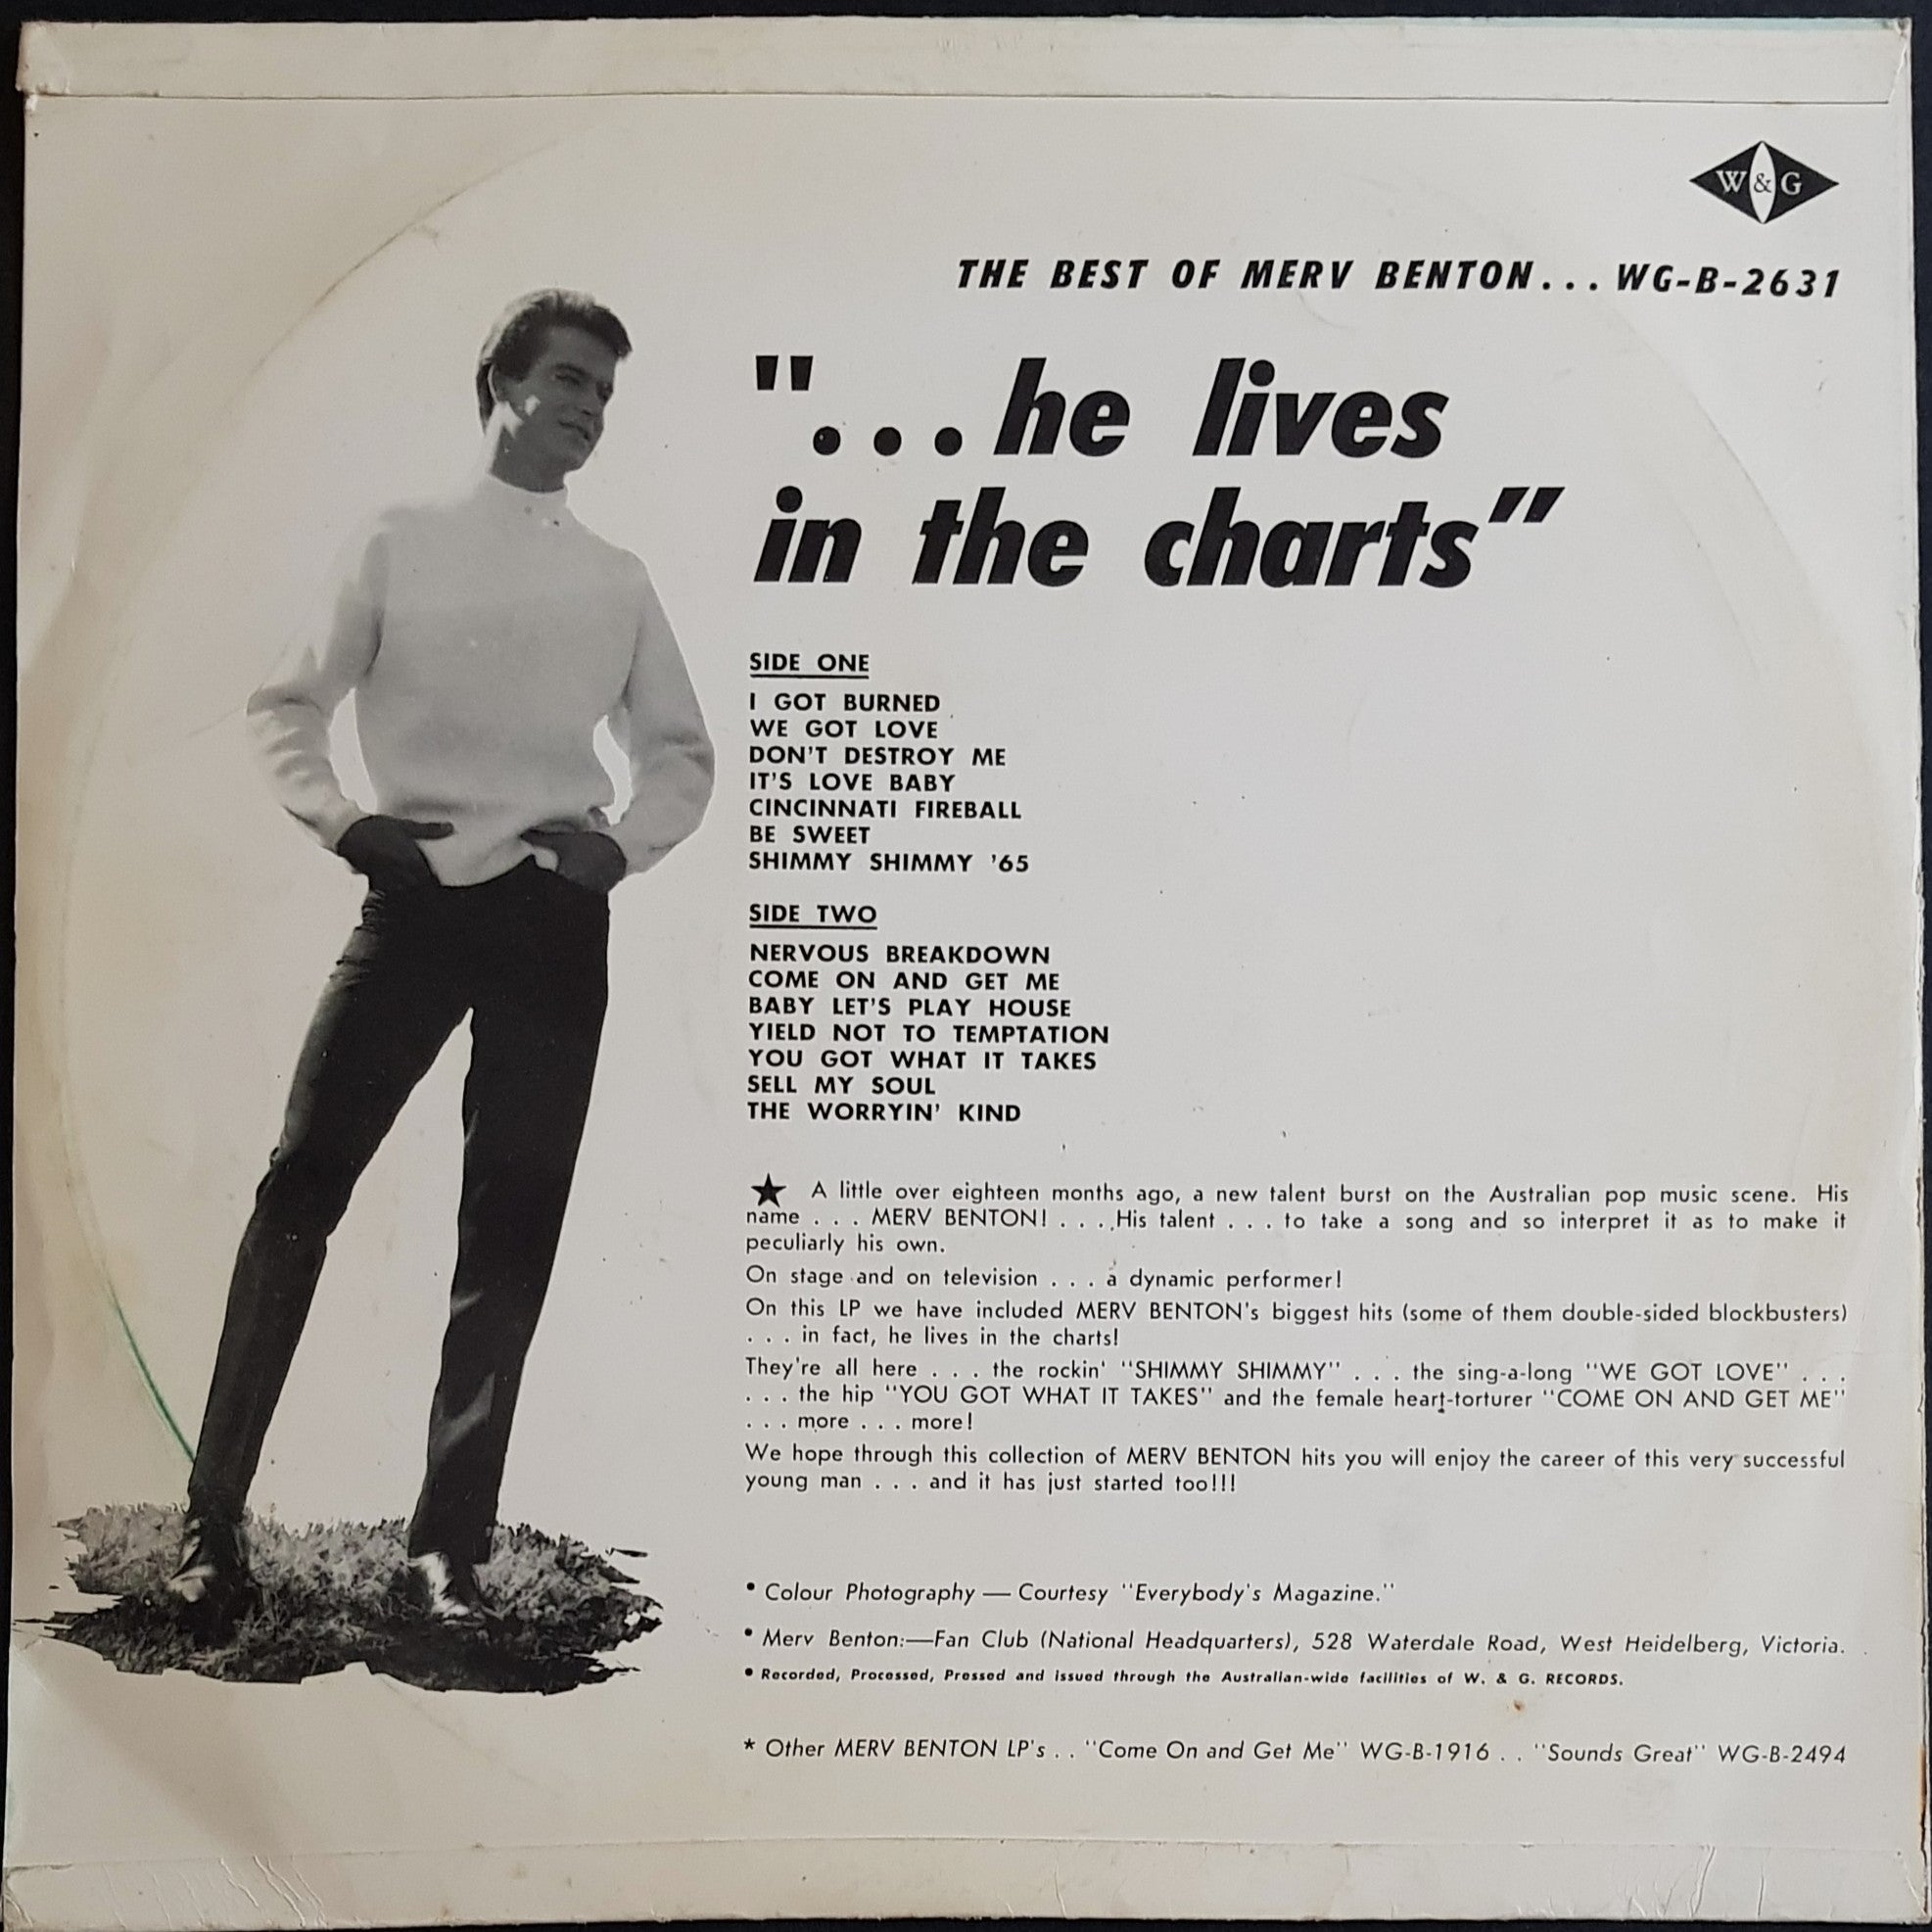 W & G
THE BEST OF MERV BENTON... WG-B-2631
"...he lives
in the charts"
SIDE ONE
I GOT BURNED
WE GOT LOVE
DON'T DESTROY ME
IT'S LOVE BABY
CINCINNATI FIREBALL
BE SWEET
SHIMMY SHIMMY '65
SIDE TWO
NERVOUS BREAKDOWN
COME ON AND GET ME
BABY LET'S PLAY HOUSE
YIELD NOT TO TEMPTATION
YOU GOT WHAT IT TAKES
SELL MY SOUL
THE WORRYIN' KIND
★ A little over eighteen months ago, a new talent burst on the Australian pop music scene. His
name . . . MERV BENTON! . . . . His talent . . . to take a song and so interpret it as to make it
peculiarly his own.
On stage and on television . . . a dynamic performer!
On this LP we have included MERV BENTON's biggest hits (some of them double-sided blockbusters)
. . . in fact, he lives in the charts!
They're all here . . . the rockin' "SHIMMY SHIMMY" . . . the sing-a-long "WE GOT LOVE" . . .
. . . the hip "YOU GOT WHAT IT TAKES" and the female heart-torturer "COME ON AND GET ME"
. . . more . . . more!
We hope through this collection of MERV BENTON hits you will enjoy the career of this very successful
young man . . . and it has just started too!!!
• Colour Photography — Courtesy "Everybody's Magazine."
• Merv Benton:—Fan Club (National Headquarters), 528 Waterdale Road, West Heidelberg, Victoria.
• Recorded, Processed, Pressed and issued through the Australian-wide facilities of W. & G. RECORDS.
* Other MERV BENTON LP's . . "Come On and Get Me" WG-B-1916 . . "Sounds Great" WG-B-2494